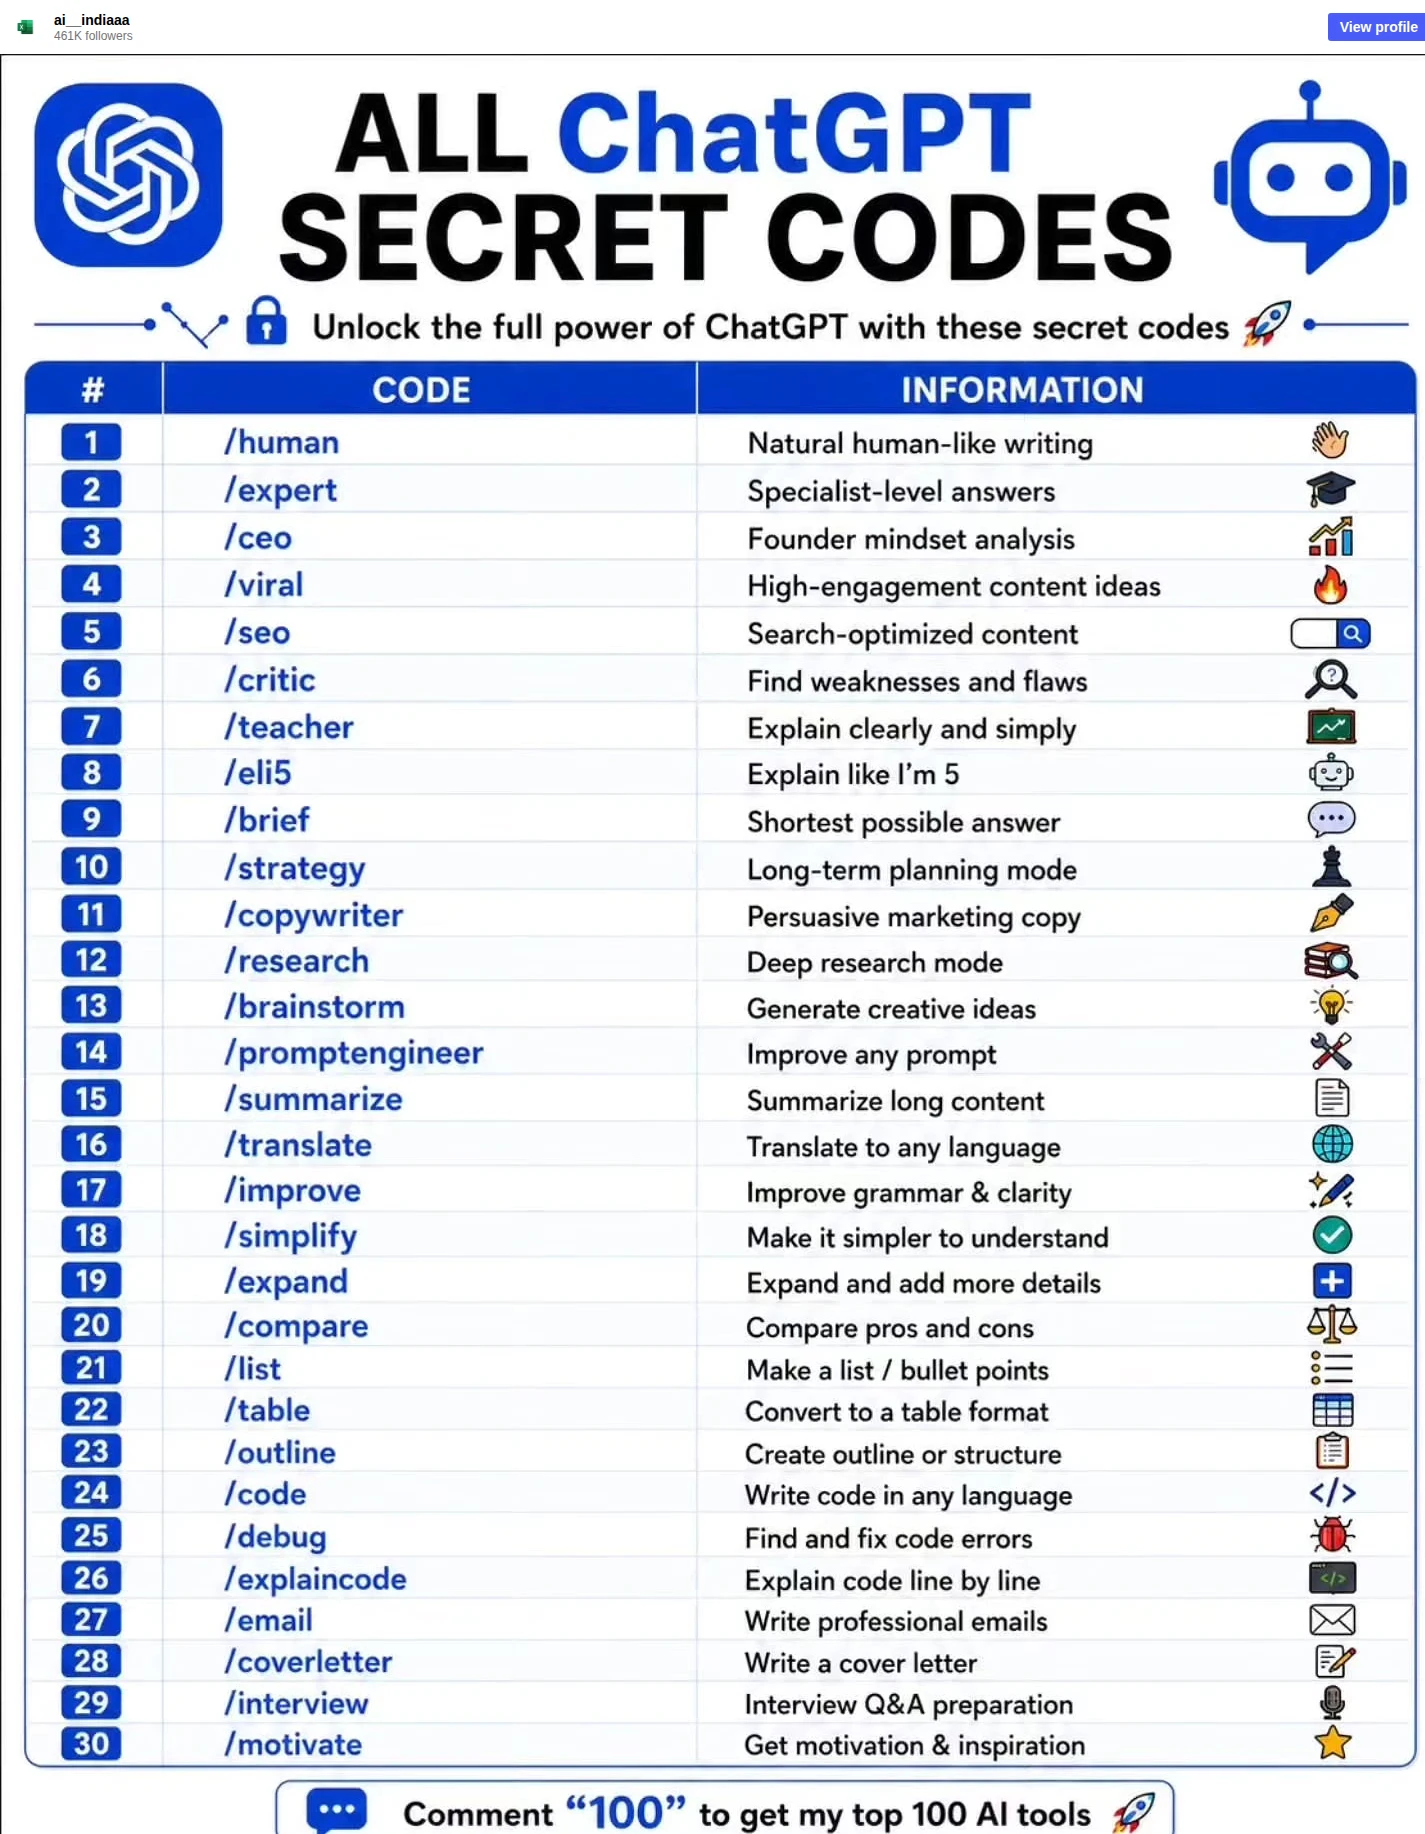 ai__indiaaa
461K followers
View profile
ALL ChatGPT
SECRET CODES
Unlock the full power of ChatGPT with these secret codes
# CODE INFORMATION
1 /human Natural human-like writing
2 /expert Specialist-level answers
3 /ceo Founder mindset analysis
4 /viral High-engagement content ideas
5 /seo Search-optimized content
6 /critic Find weaknesses and flaws
7 /teacher Explain clearly and simply
8 /eli5 Explain like I'm 5
9 /brief Shortest possible answer
10 /strategy Long-term planning mode
11 /copywriter Persuasive marketing copy
12 /research Deep research mode
13 /brainstorm Generate creative ideas
14 /promptengineer Improve any prompt
15 /summarize Summarize long content
16 /translate Translate to any language
17 /improve Improve grammar & clarity
18 /simplify Make it simpler to understand
19 /expand Expand and add more details
20 /compare Compare pros and cons
21 /list Make a list / bullet points
22 /table Convert to a table format
23 /outline Create outline or structure
24 /code Write code in any language
25 /debug Find and fix code errors
26 /explaincode Explain code line by line
27 /email Write professional emails
28 /coverletter Write a cover letter
29 /interview Interview Q&A preparation
30 /motivate Get motivation & inspiration
Comment “100” to get my top 100 AI tools